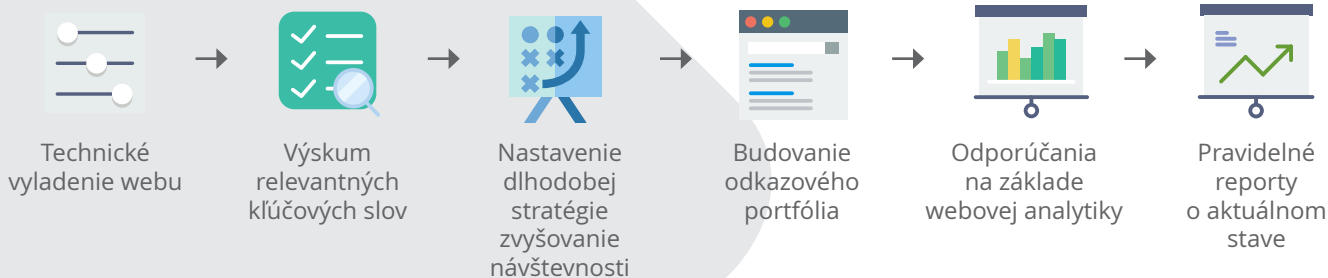 Technické
vyladenie webu
Výskum
relevantných
kľúčových slov
Nastavenie
dlhodobej
stratégie
zvyšovanie
návštevnosti
Budovanie
odkazového
portfólia
Odporúčania
na základe
webovej analytiky
Pravidelné
reporty
o aktuálnom
stave